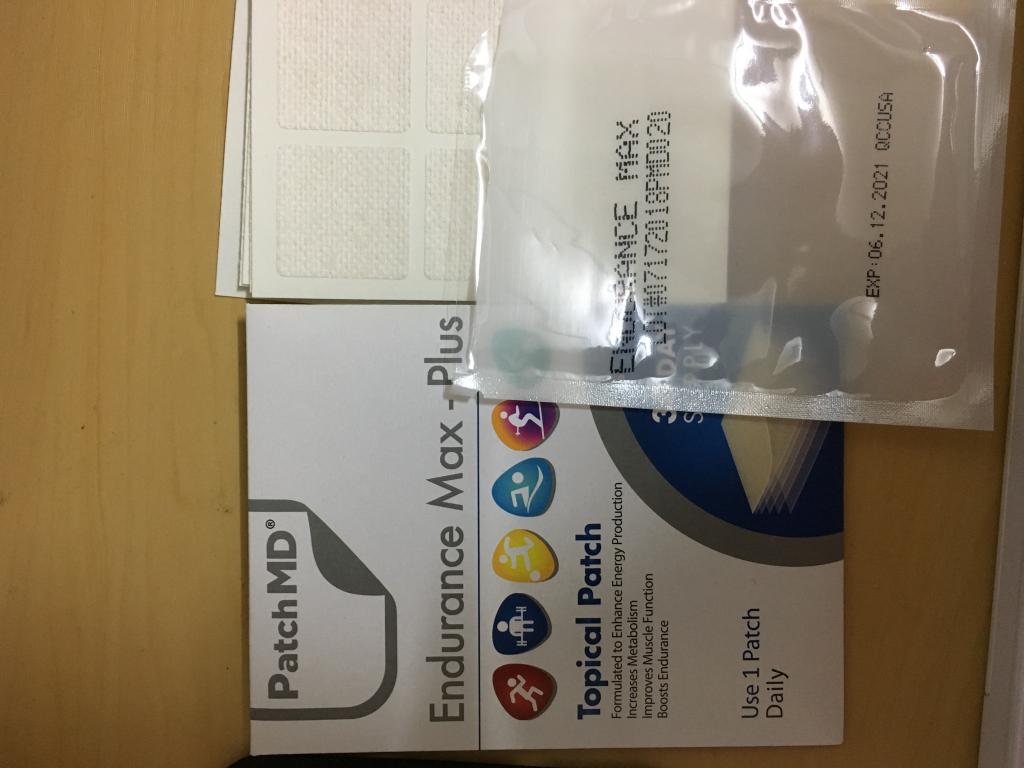 PatchMD®
Endurance Max - Plus
Topical Patch
Formulated to Enhance Energy Production
Increases Metabolism
Improves Muscle Function
Boosts Endurance
Use 1 Patch
Daily
ENDURANCE MAX
LOT#07172018PMD020
EXP:06.12.2021 QCCUSA